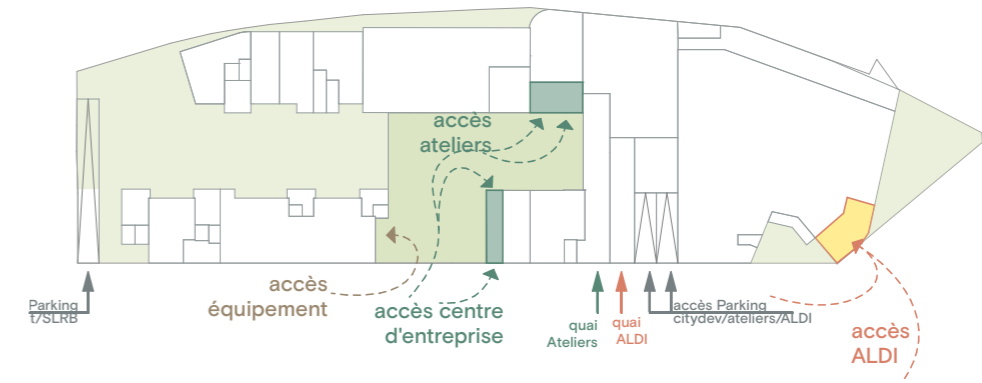 accès
ateliers
accès
équipement
accès centre
d'entreprise
Parking
t/SLRB
quai
Ateliers
quai
ALDI
accès Parking
citydev/ateliers/ALDI
accès
ALDI